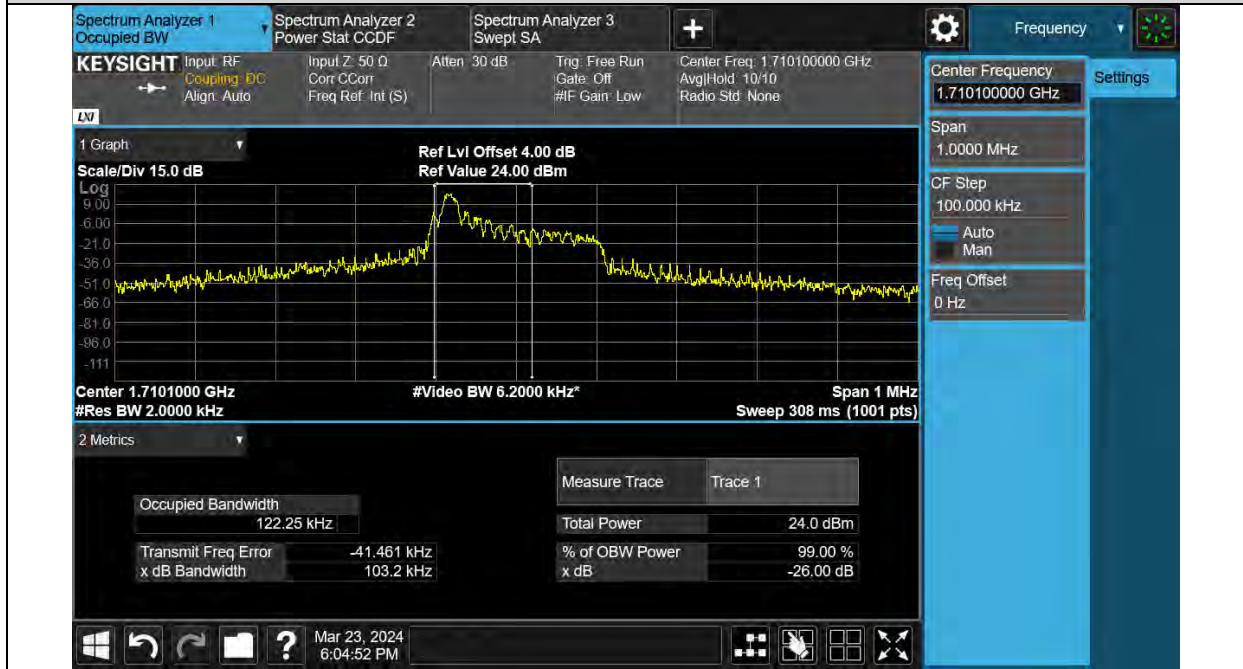 Spectrum Analyzer 1
Occupied BW
Spectrum Analyzer 2
Power Stat CCDF
Spectrum Analyzer 3
Swept SA
Frequency
KEYSIGHT
Input: RF
Coupling: DC
Align: Auto
Input Z: 50 Ω
Corr CCorr
Freq Ref: Int (S)
Atten: 30 dB
Trig: Free Run
Gate: Off
#IF Gain: Low
Center Freq: 1.710100000 GHz
Avg|Hold: 10/10
Radio Std: None
LXI
Center Frequency
1.710100000 GHz
Settings
Span
1.0000 MHz
CF Step
100.000 kHz
Auto
Man
Freq Offset
0 Hz
1 Graph
Scale/Div 15.0 dB
Ref Lvl Offset 4.00 dB
Ref Value 24.00 dBm
Log
9.00
-6.00
-21.0
-36.0
-51.0
-66.0
-81.0
-96.0
-111
Center 1.7101000 GHz
#Video BW 6.2000 kHz*
Span 1 MHz
#Res BW 2.0000 kHz
Sweep 308 ms (1001 pts)
2 Metrics
Measure Trace
Trace 1
Occupied Bandwidth
122.25 kHz
Total Power
24.0 dBm
Transmit Freq Error
-41.461 kHz
% of OBW Power
99.00 %
x dB Bandwidth
103.2 kHz
x dB
-26.00 dB
Mar 23, 2024
6:04:52 PM